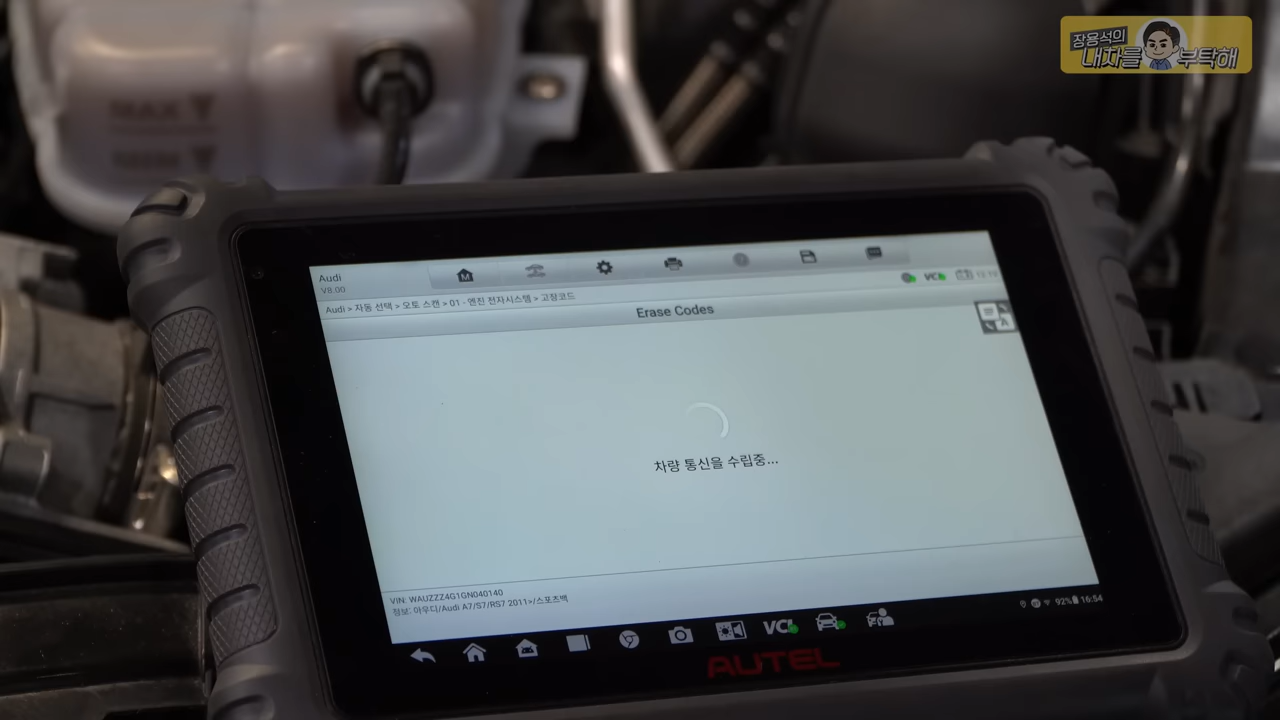 장용석의
내차를 부탁해
MAX
Audi
V8.00
VCI
Audi > 자동 선택 > 오토 스캔 > 01 - 엔진 전자시스템 > 고장코드
Erase Codes
차량 통신을 수립중...
VIN: WAUZZZ4G1GN040140
정보: 아우디/Audi A7/S7/RS7 2011>/스포츠백
92% 16:54
VCI
AUTEL